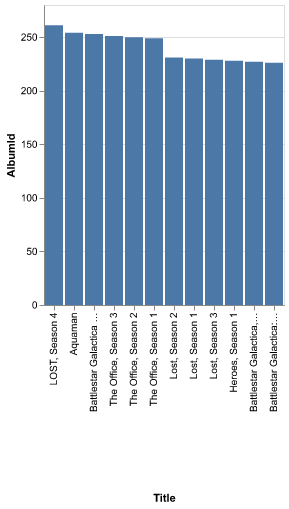 AlbumId
250
200
150
100
50
0
LOST, Season 4
Aquaman
Battlestar Galactica …
The Office, Season 3
The Office, Season 2
The Office, Season 1
Lost, Season 2
Lost, Season 1
Lost, Season 3
Heroes, Season 1
Battlestar Galactica,…
Battlestar Galactica:…
Title